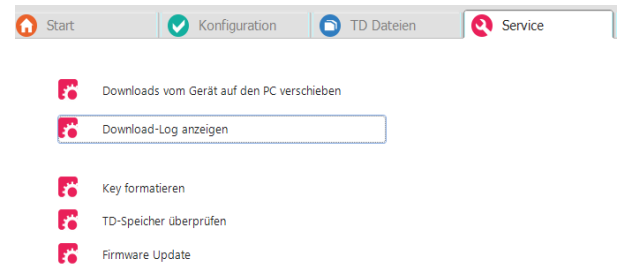 Start Konfiguration TD Dateien Service
Downloads vom Gerät auf den PC verschieben
Download-Log anzeigen
Key formatieren
TD-Speicher überprüfen
Firmware Update